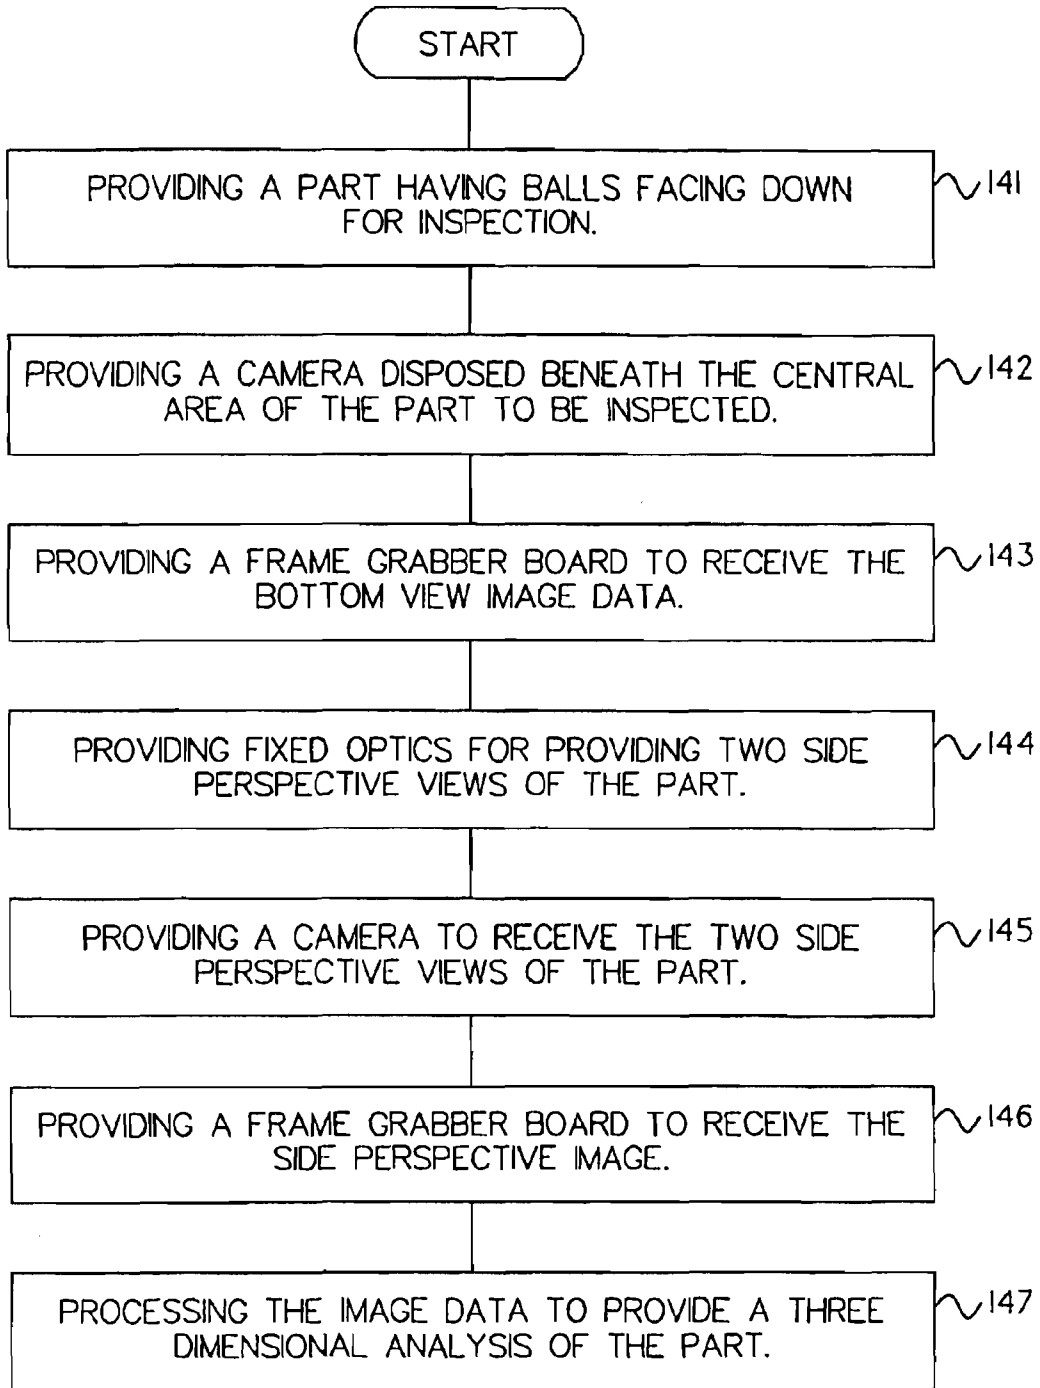 START
PROVIDING A PART HAVING BALLS FACING DOWN
FOR INSPECTION.
141
PROVIDING A CAMERA DISPOSED BENEATH THE CENTRAL
AREA OF THE PART TO BE INSPECTED.
142
PROVIDING A FRAME GRABBER BOARD TO RECEIVE THE
BOTTOM VIEW IMAGE DATA.
143
PROVIDING FIXED OPTICS FOR PROVIDING TWO SIDE
PERSPECTIVE VIEWS OF THE PART.
144
PROVIDING A CAMERA TO RECEIVE THE TWO SIDE
PERSPECTIVE VIEWS OF THE PART.
145
PROVIDING A FRAME GRABBER BOARD TO RECEIVE THE
SIDE PERSPECTIVE IMAGE.
146
PROCESSING THE IMAGE DATA TO PROVIDE A THREE
DIMENSIONAL ANALYSIS OF THE PART.
147